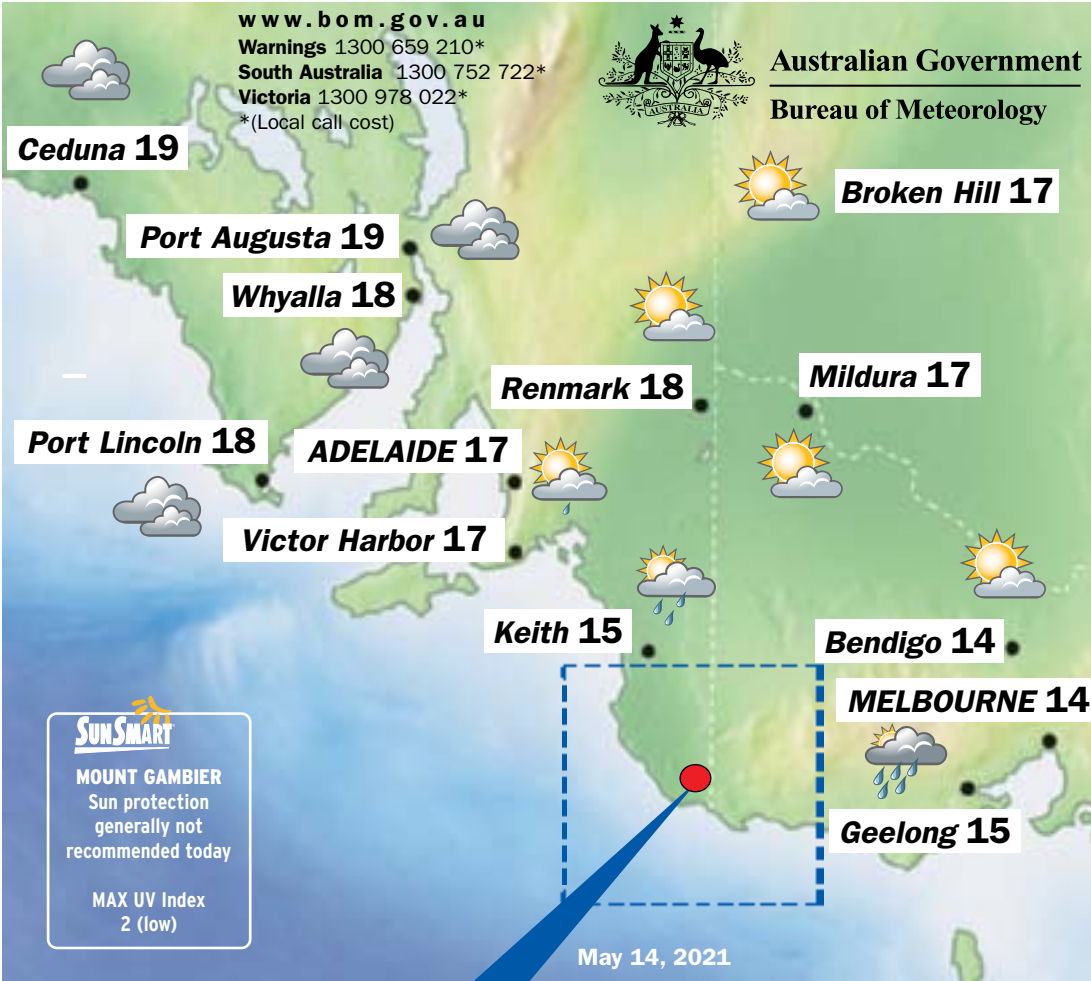 www.bom.gov.au
Warnings 1300 659 210*
South Australia 1300 752 722*
Victoria 1300 978 022*
*(Local call cost)
AUSTRALIA
Australian Government
Bureau of Meteorology
Ceduna 19
Broken Hill 17
Port Augusta 19
Whyalla 18
Renmark 18
Mildura 17
Port Lincoln 18
ADELAIDE 17
Victor Harbor 17
Keith 15
Bendigo 14
MELBOURNE 14
Geelong 15
SUNSMART
MOUNT GAMBIER
Sun protection
generally not
recommended today
MAX UV Index
2 (low)
May 14, 2021